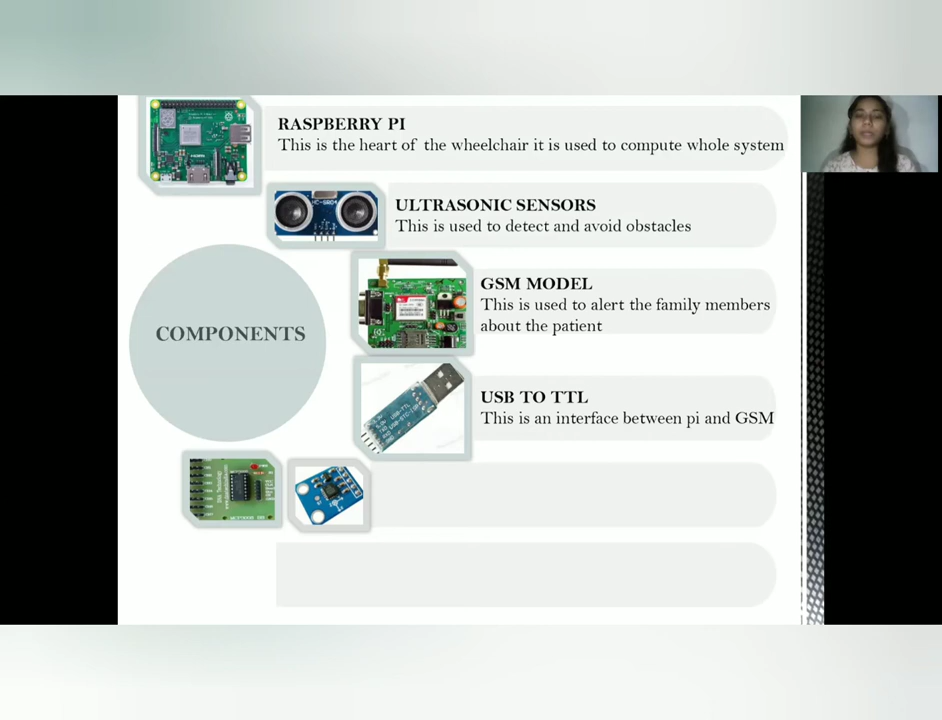 RASPBERRY PI
This is the heart of the wheelchair it is used to compute whole system
HC-SR04
ULTRASONIC SENSORS
This is used to detect and avoid obstacles
GSM MODEL
This is used to alert the family members
about the patient
COMPONENTS
USB TO TTL
This is an interface between pi and GSM